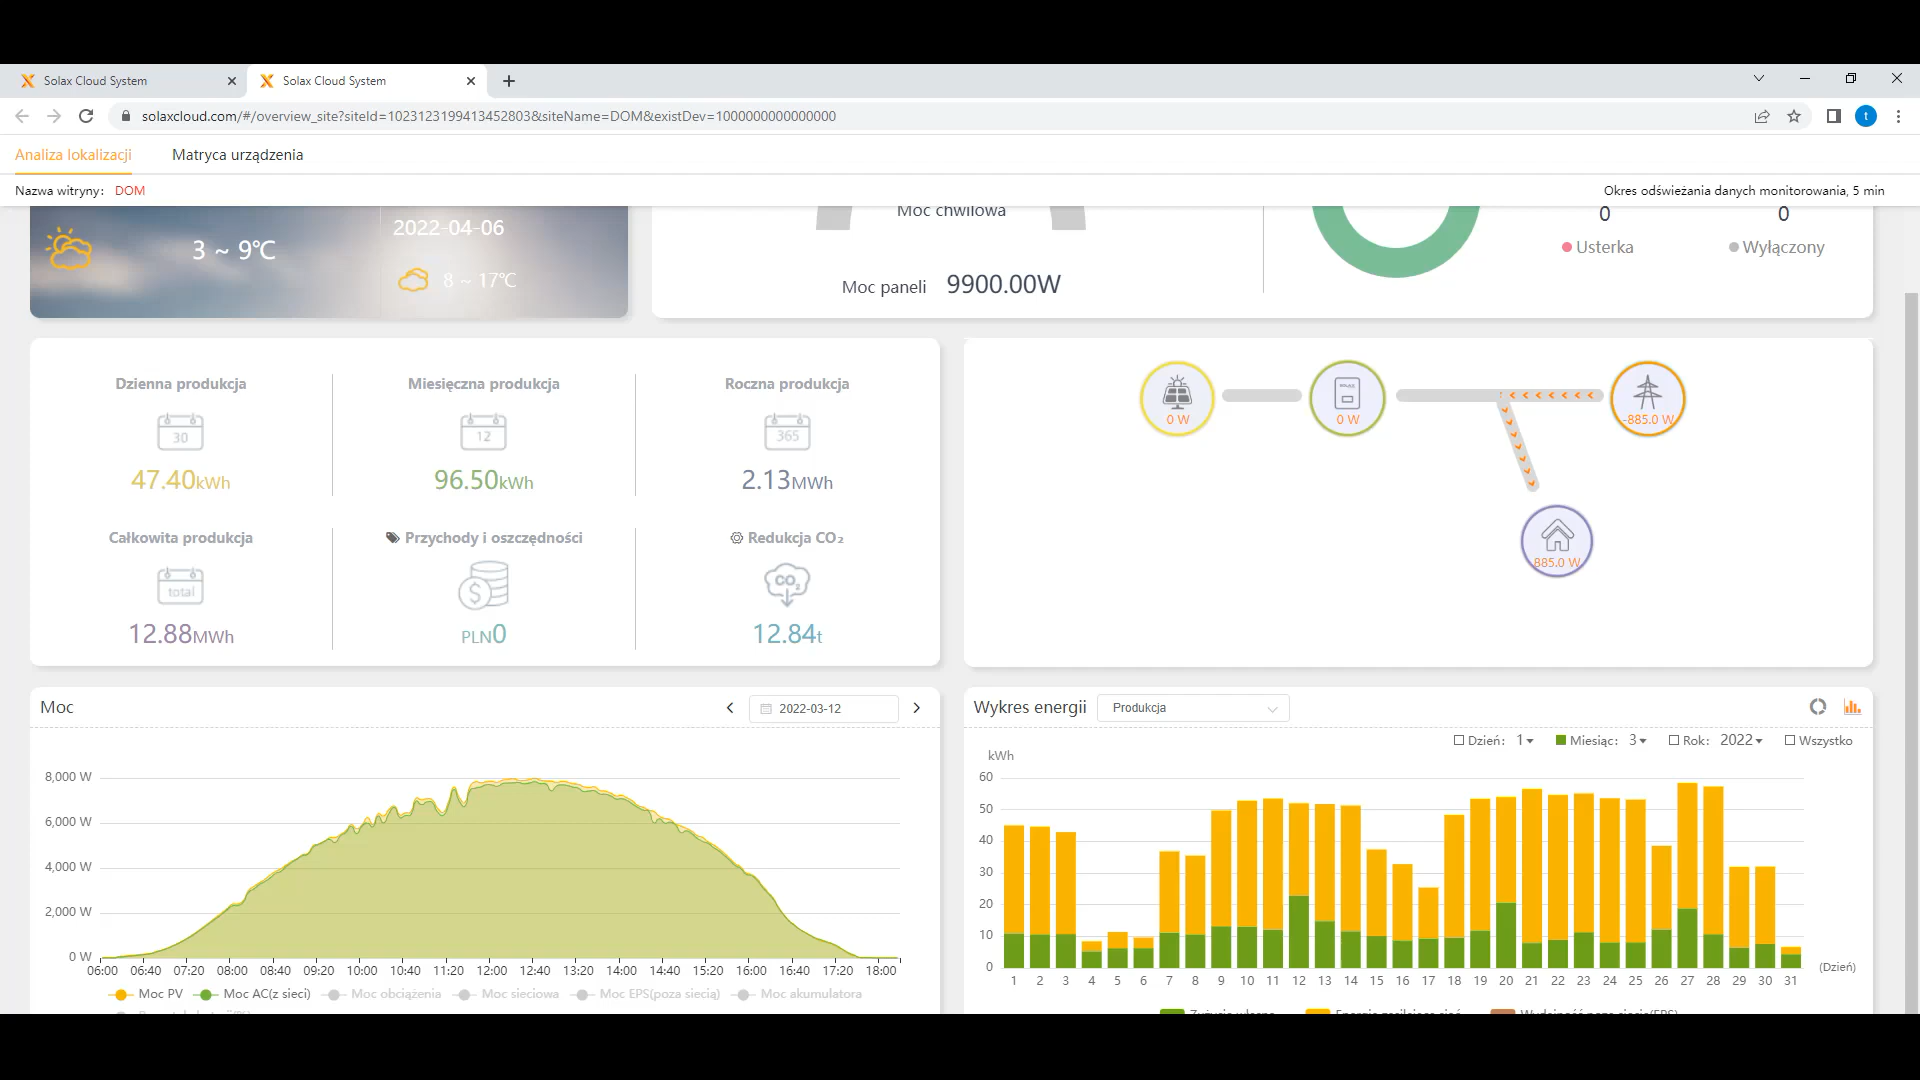 Solax Cloud System
Solax Cloud System
solaxcloud.com/#/overview_site?siteId=1023123199413452803&siteName=DOM&existDev=1000000000000000
t
Analiza lokalizacji
Matryca urządzenia
Nazwa witryny: DOM
Okres odświeżania danych monitorowania, 5 min
3 ~ 9℃
2022-04-06
8 ~ 17℃
Moc chwilowa
Moc paneli 9900.00W
0
0
Usterka
Wyłączony
Dzienna produkcja
Miesięczna produkcja
Roczna produkcja
30
12
365
47.40kWh
96.50kWh
2.13MWh
Całkowita produkcja
Przychody i oszczędności
Redukcja CO₂
total
$
CO₂
12.88MWh
PLN0
12.84t
0 W
0 W
-885.0 W
885.0 W
Moc
2022-03-12
8,000 W
6,000 W
4,000 W
2,000 W
0 W
06:00 06:40 07:20 08:00 08:40 09:20 10:00 10:40 11:20 12:00 12:40 13:20 14:00 14:40 15:20 16:00 16:40 17:20 18:00
Moc PV Moc AC(z sieci) Moc obciążenia Moc sieciowa Moc EPS(poza siecią) Moc akumulatora
Wykres energii Produkcja
Dzień: 1 Miesiąc: 3 Rok: 2022 Wszystko
kWh
60
50
40
30
20
10
0
1 2 3 4 5 6 7 8 9 10 11 12 13 14 15 16 17 18 19 20 21 22 23 24 25 26 27 28 29 30 31
(Dzień)